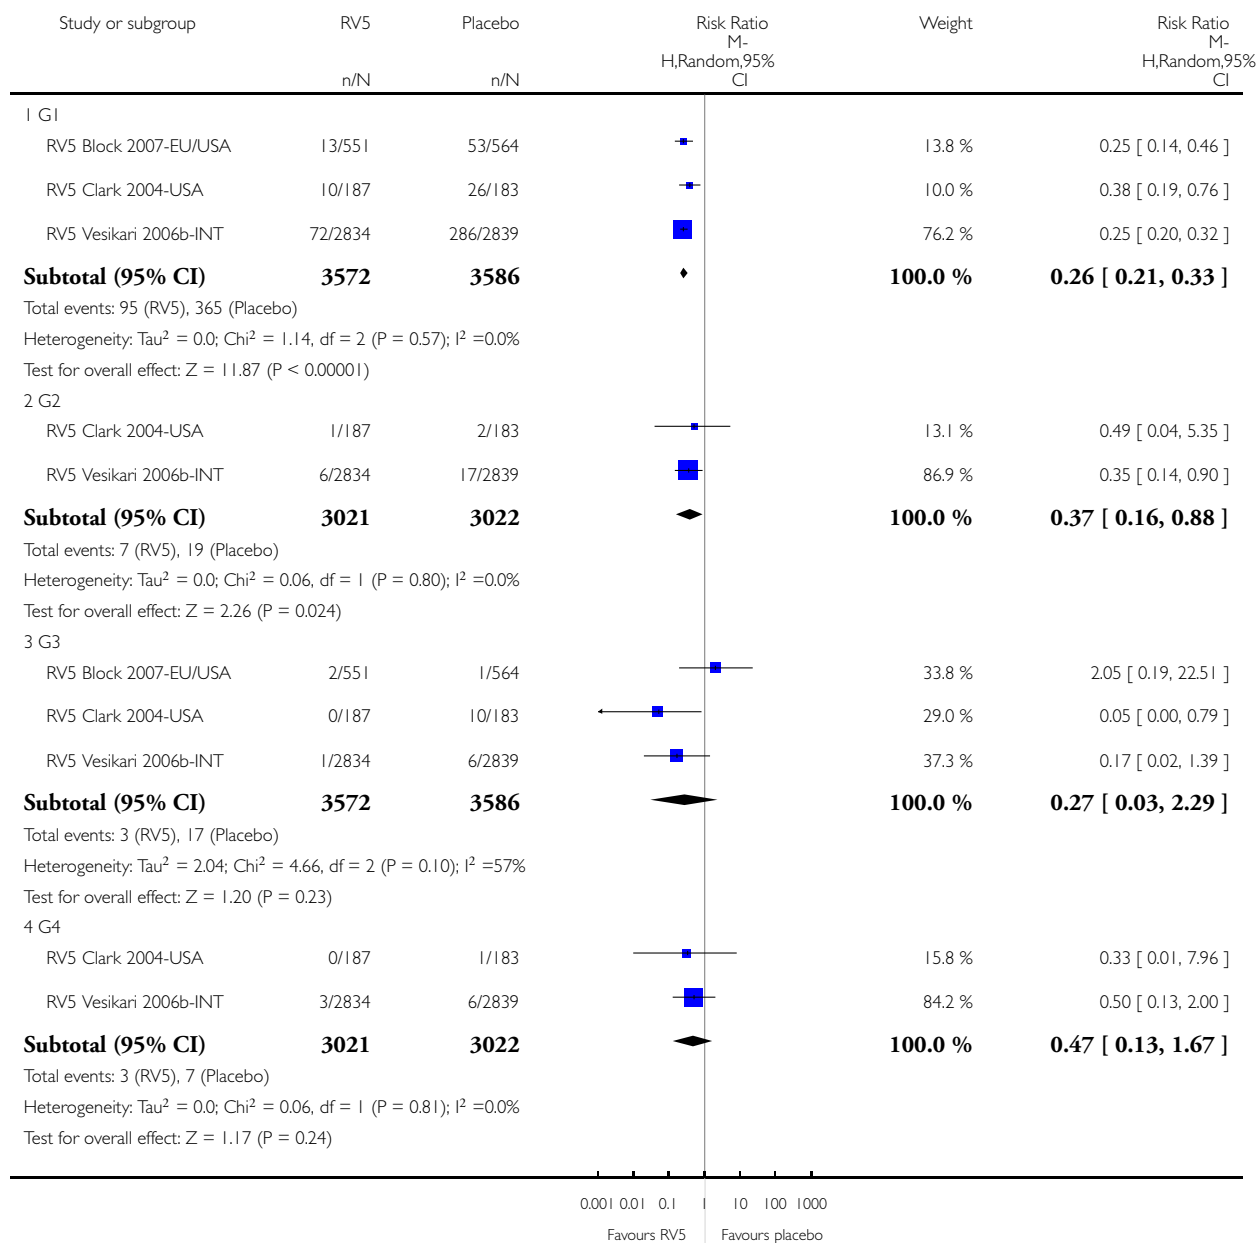 Study or subgroup RV5 Placebo Risk Ratio Weight Risk Ratio
M- M-
H,Random,95% H,Random,95%
n/N n/N CI CI
1 G1
RV5 Block 2007-EU/USA 13/551 53/564 13.8 % 0.25 [ 0.14, 0.46 ]
RV5 Clark 2004-USA 10/187 26/183 10.0 % 0.38 [ 0.19, 0.76 ]
RV5 Vesikari 2006b-INT 72/2834 286/2839 76.2 % 0.25 [ 0.20, 0.32 ]
Subtotal (95% CI) 3572 3586 100.0 % 0.26 [ 0.21, 0.33 ]
Total events: 95 (RV5), 365 (Placebo)
Heterogeneity: Tau² = 0.0; Chi² = 1.14, df = 2 (P = 0.57); I² =0.0%
Test for overall effect: Z = 11.87 (P < 0.00001)
2 G2
RV5 Clark 2004-USA 1/187 2/183 13.1 % 0.49 [ 0.04, 5.35 ]
RV5 Vesikari 2006b-INT 6/2834 17/2839 86.9 % 0.35 [ 0.14, 0.90 ]
Subtotal (95% CI) 3021 3022 100.0 % 0.37 [ 0.16, 0.88 ]
Total events: 7 (RV5), 19 (Placebo)
Heterogeneity: Tau² = 0.0; Chi² = 0.06, df = 1 (P = 0.80); I² =0.0%
Test for overall effect: Z = 2.26 (P = 0.024)
3 G3
RV5 Block 2007-EU/USA 2/551 1/564 33.8 % 2.05 [ 0.19, 22.51 ]
RV5 Clark 2004-USA 0/187 10/183 29.0 % 0.05 [ 0.00, 0.79 ]
RV5 Vesikari 2006b-INT 1/2834 6/2839 37.3 % 0.17 [ 0.02, 1.39 ]
Subtotal (95% CI) 3572 3586 100.0 % 0.27 [ 0.03, 2.29 ]
Total events: 3 (RV5), 17 (Placebo)
Heterogeneity: Tau² = 2.04; Chi² = 4.66, df = 2 (P = 0.10); I² =57%
Test for overall effect: Z = 1.20 (P = 0.23)
4 G4
RV5 Clark 2004-USA 0/187 1/183 15.8 % 0.33 [ 0.01, 7.96 ]
RV5 Vesikari 2006b-INT 3/2834 6/2839 84.2 % 0.50 [ 0.13, 2.00 ]
Subtotal (95% CI) 3021 3022 100.0 % 0.47 [ 0.13, 1.67 ]
Total events: 3 (RV5), 7 (Placebo)
Heterogeneity: Tau² = 0.0; Chi² = 0.06, df = 1 (P = 0.81); I² =0.0%
Test for overall effect: Z = 1.17 (P = 0.24)
0.001 0.01 0.1 1 10 100 1000
Favours RV5 Favours placebo